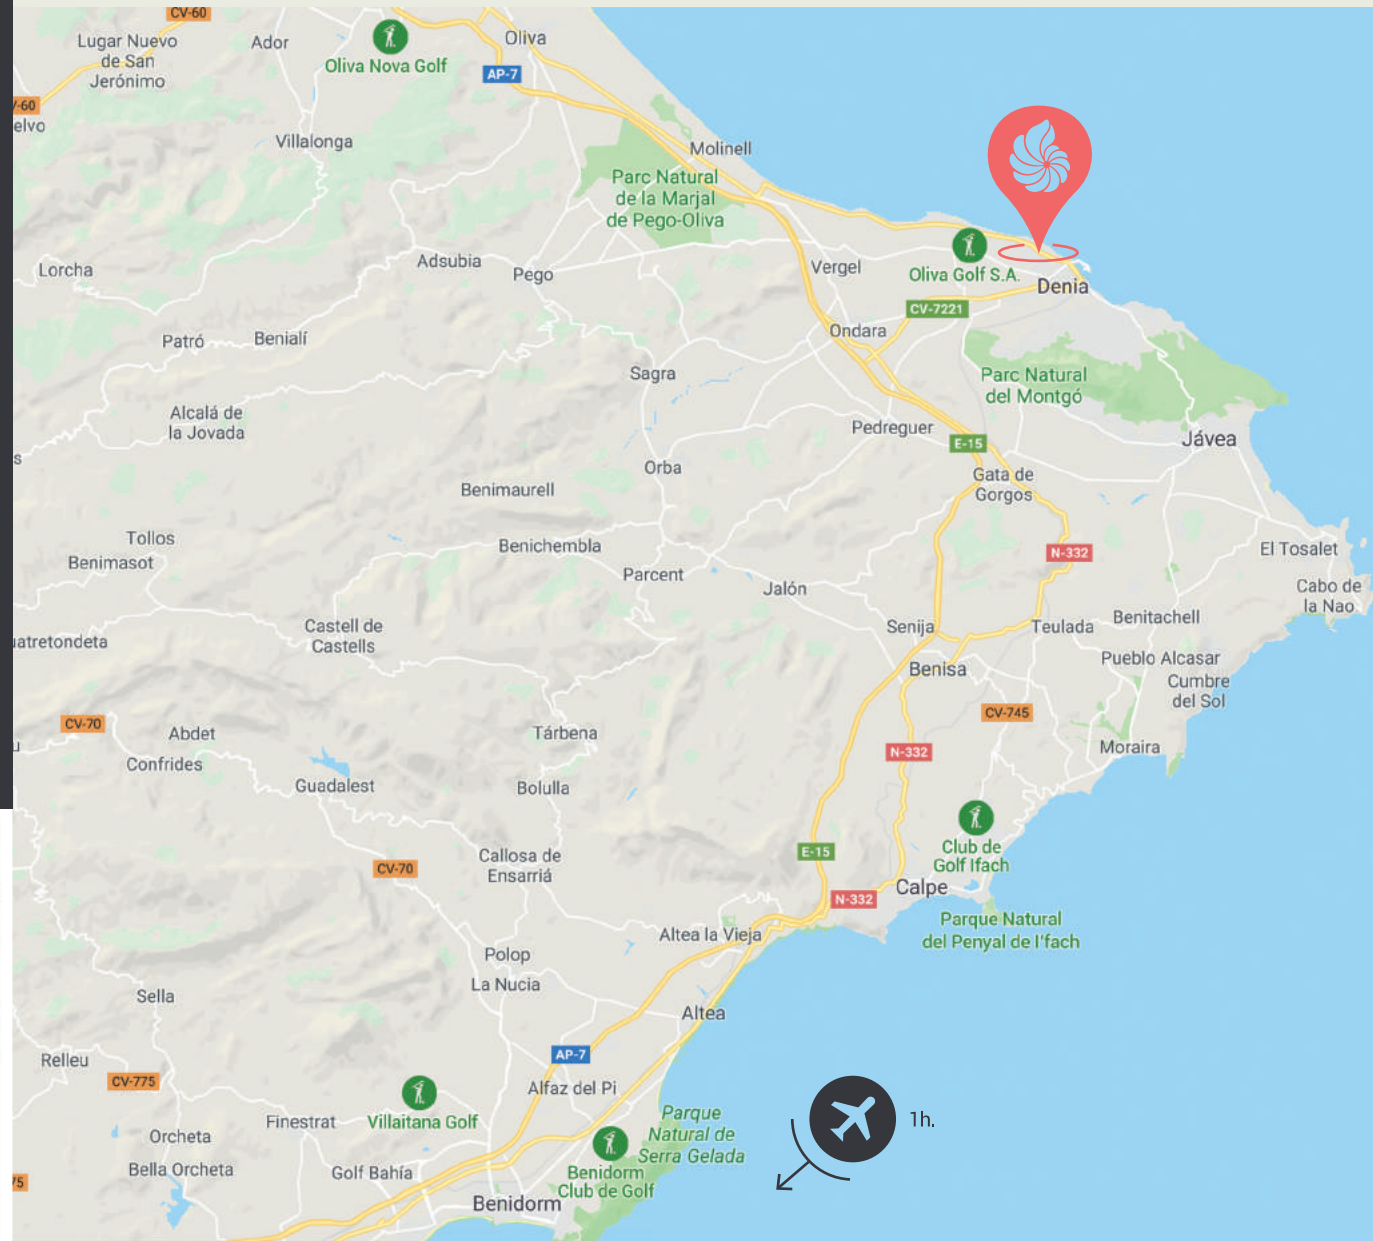 CV-60
Lugar Nuevo
de San
Jerónimo
Ador
Oliva Nova Golf
Oliva
AP-7
-60
elvo
Villalonga
Molinell
Parc Natural
de la Marjal
de Pego-Oliva
Lorcha
Adsubia
Pego
Vergel
Oliva Golf S.A.
Denia
CV-7221
Patró
Benialí
Ondara
Sagra
Parc Natural
del Montgó
Alcalá de
la Jovada
Pedreguer
E-15
Jávea
s
Orba
Gata de
Gorgos
Benimaurell
Tollos
Benimasot
Benichembla
N-332
El Tosalet
Parcent
Jalón
Cabo de
la Nao
Castell de
Castells
Senija
Teulada
Benitachell
uatretondeta
Benisa
Pueblo Alcasar
Cumbre
del Sol
CV-70
CV-745
Abdet
Tárbena
N-332
Moraira
u
Confrides
Guadalest
Bolulla
Club de
Golf Ifach
Callosa de
Ensarriá
E-15
CV-70
Calpe
N-332
Parque Natural
del Penyal de I'fach
Altea la Vieja
Polop
La Nucia
Sella
Altea
Relleu
AP-7
CV-775
Alfaz del Pi
Finestrat
Villaitana Golf
Parque
Natural de
Serra Gelada
1h.
Orcheta
Bella Orcheta
Golf Bahía
Benidorm
Club de Golf
75
Benidorm